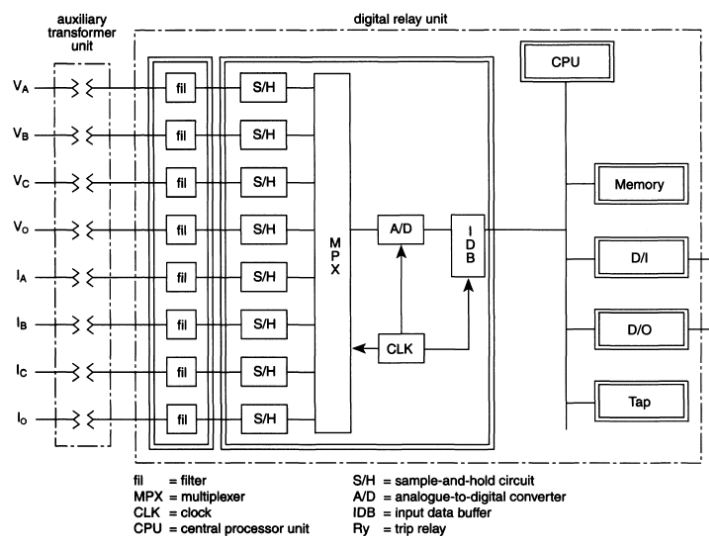 auxiliary
transformer
unit
digital relay unit
CPU
VA fil S/H
VB fil S/H
VC fil S/H
Memory
VO fil S/H
MPX
A/D
IDB
D/I
IA fil S/H
IB fil S/H
D/O
CLK
IC fil S/H
Tap
IO fil S/H
fil = filter
MPX = multiplexer
CLK = clock
CPU = central processor unit
S/H = sample-and-hold circuit
A/D = analogue-to-digital converter
IDB = input data buffer
Ry = trip relay